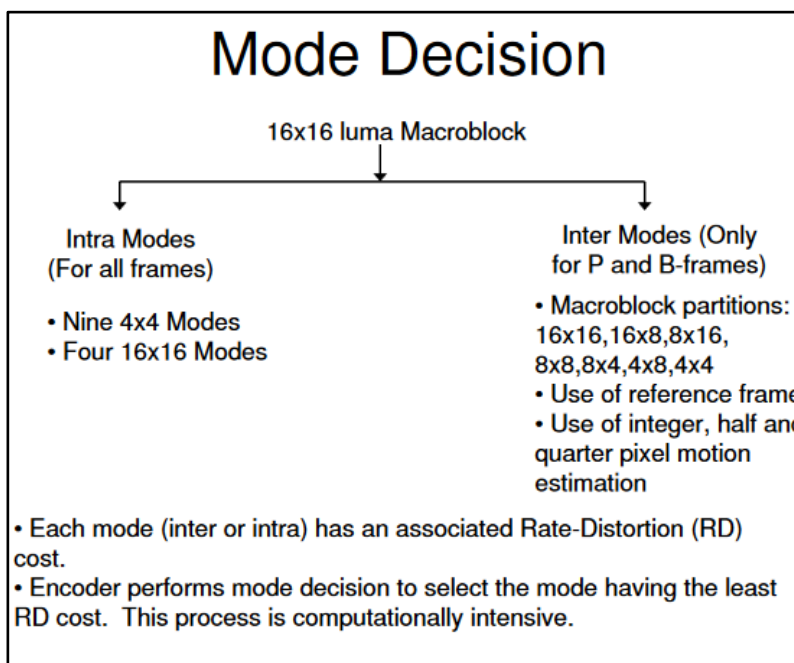 Mode Decision
16x16 luma Macroblock
Intra Modes
(For all frames)
• Nine 4x4 Modes
• Four 16x16 Modes
Inter Modes (Only
for P and B-frames)
• Macroblock partitions:
16x16,16x8,8x16,
8x8,8x4,4x8,4x4
• Use of reference frame
• Use of integer, half and
quarter pixel motion
estimation
• Each mode (inter or intra) has an associated Rate-Distortion (RD)
cost.
• Encoder performs mode decision to select the mode having the least
RD cost.  This process is computationally intensive.